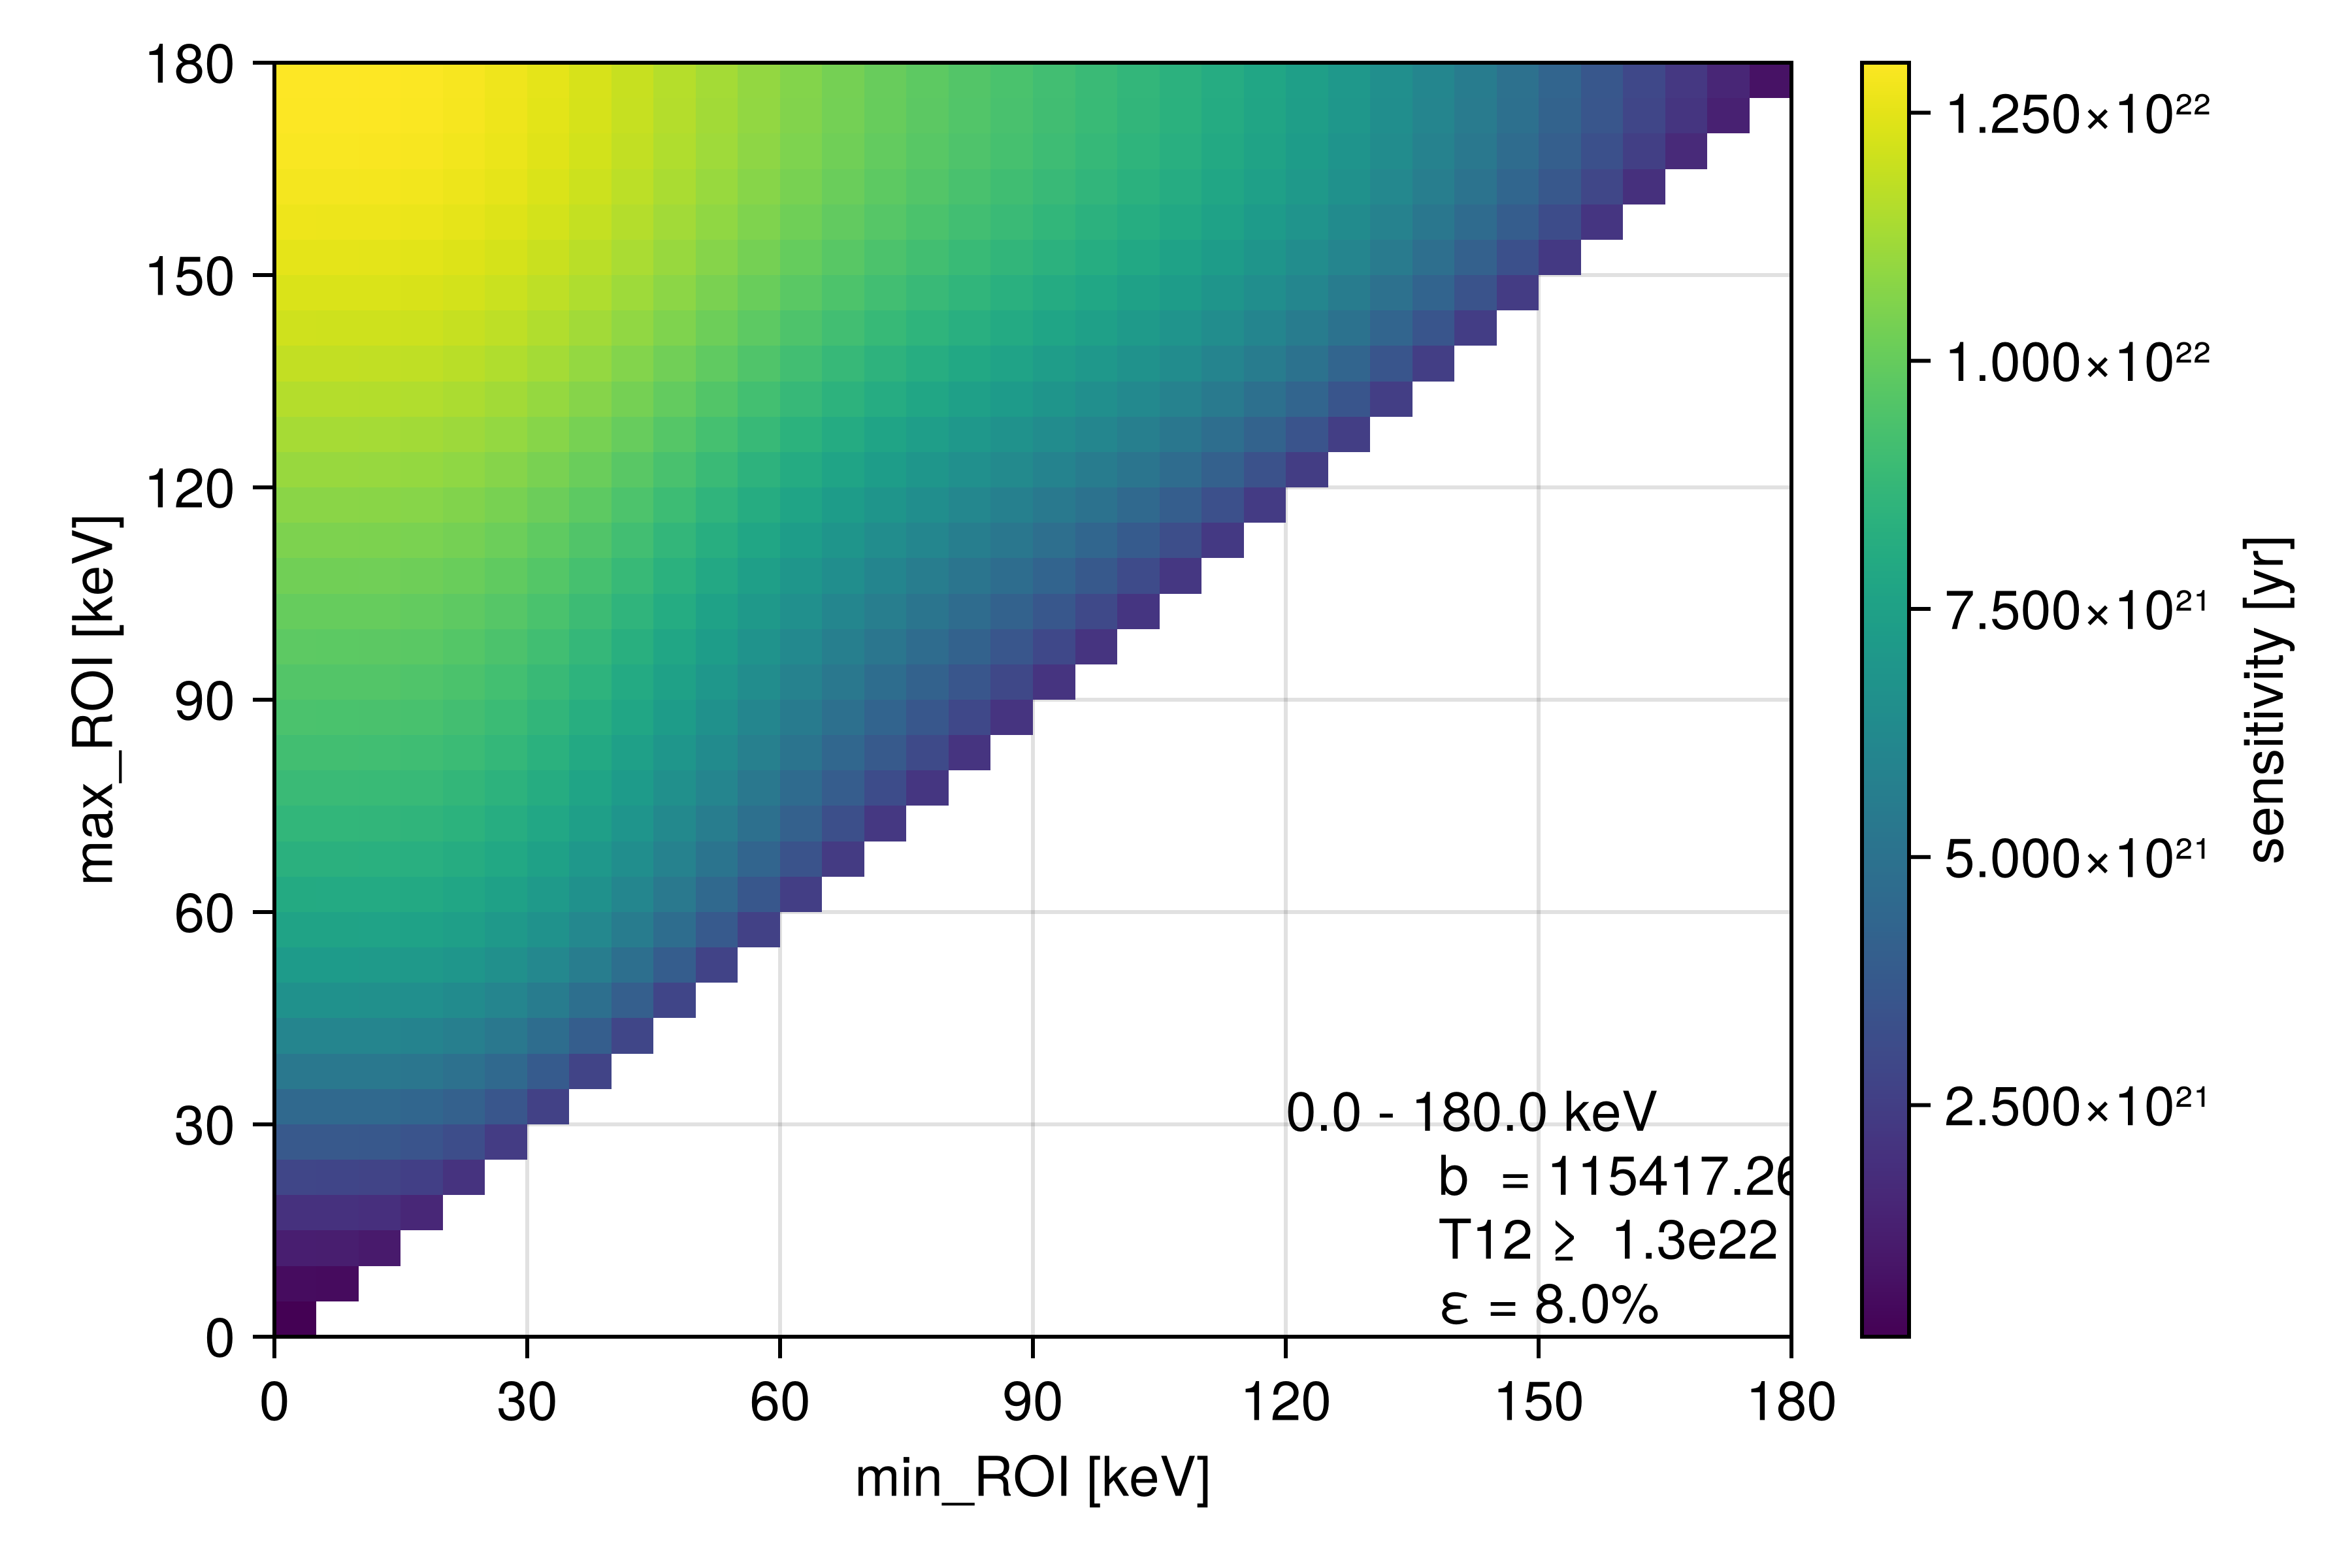 180
150
120
90
60
30
0
max_ROI [keV]
0 30 60 90 120 150 180
min_ROI [keV]
0.0 - 180.0 keV
b = 115417.26
T12 ≥ 1.3e22
ε = 8.0%
1.250×10²²
1.000×10²²
7.500×10²¹
5.000×10²¹
2.500×10²¹
sensitivity [yr]